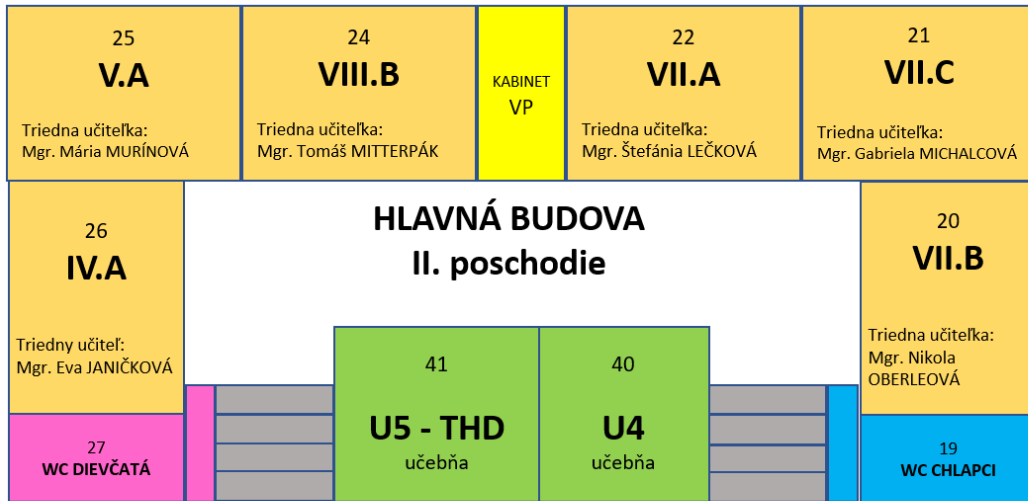 25
V.A
Triedna učiteľka:
Mgr. Mária MURÍNOVÁ
24
VIII.B
Triedna učiteľka:
Mgr. Tomáš MITTERPÁK
KABINET
VP
22
VII.A
Triedna učiteľka:
Mgr. Štefánia LEČKOVÁ
21
VII.C
Triedna učiteľka:
Mgr. Gabriela MICHALCOVÁ
26
IV.A
Triedny učiteľ:
Mgr. Eva JANIČKOVÁ
HLAVNÁ BUDOVA
II. poschodie
20
VII.B
Triedna učiteľka:
Mgr. Nikola
OBERLEOVÁ
41
U5 - THD
učebňa
40
U4
učebňa
27
WC DIEVČATÁ
19
WC CHLAPCI